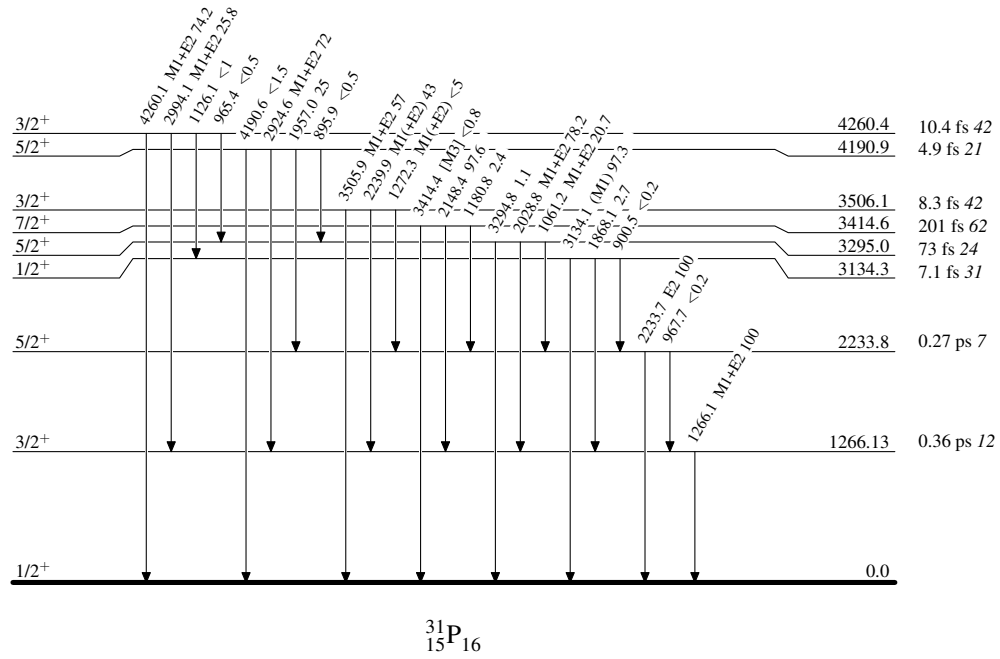 4260.1 M1+E2 74.2
2994.1 M1+E2 25.8
1126.1 <1
965.4 <0.5
4190.6 <1.5
2924.6 M1+E2 72
1957.0 25
895.9 <0.5
3505.9 M1+E2 57
2239.9 M1(+E2) 43
1272.3 M1(+E2) <5
3414.4 [M3] <0.8
2148.4 97.6
1180.8 2.4
3294.8 1.1
2028.8 M1+E2 78.2
1061.2 M1+E2 20.7
3134.1 (M1) 97.3
1868.1 2.7
900.5 <0.2
2233.7 E2 100
967.7 <0.2
1266.1 M1+E2 100
3/2+ 4260.4 10.4 fs 42
5/2+ 4190.9 4.9 fs 21
3/2+ 3506.1 8.3 fs 42
7/2+ 3414.6 201 fs 62
5/2+ 3295.0 73 fs 24
1/2+ 3134.3 7.1 fs 31
5/2+ 2233.8 0.27 ps 7
3/2+ 1266.13 0.36 ps 12
1/2+ 0.0
³¹₁₅P₁₆